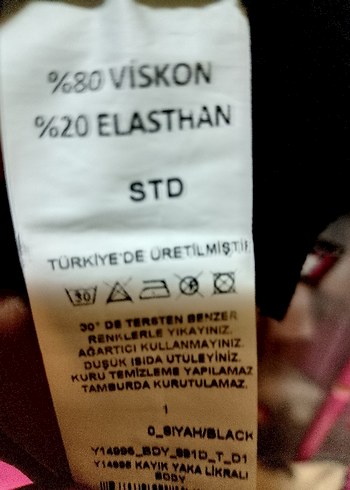 %80 VİSKON
%20 ELASTHAN
STD
TÜRKİYE'DE ÜRETİLMİŞTİR
30
30° DE TERSTEN BENZER
RENKLERLE YIKAYINIZ.
AĞARTICI KULLANMAYINIZ.
DÜŞÜK ISIDA UTULEYİNİZ.
KURU TEMİZLEME YAPILAMAZ
TAMBURDA KURUTULAMAZ.
1
0_SIYAH/BLACK
Y14996_BDY_991D_T_D1
Y14996 KAYIK YAKA LİKRALI
BODY